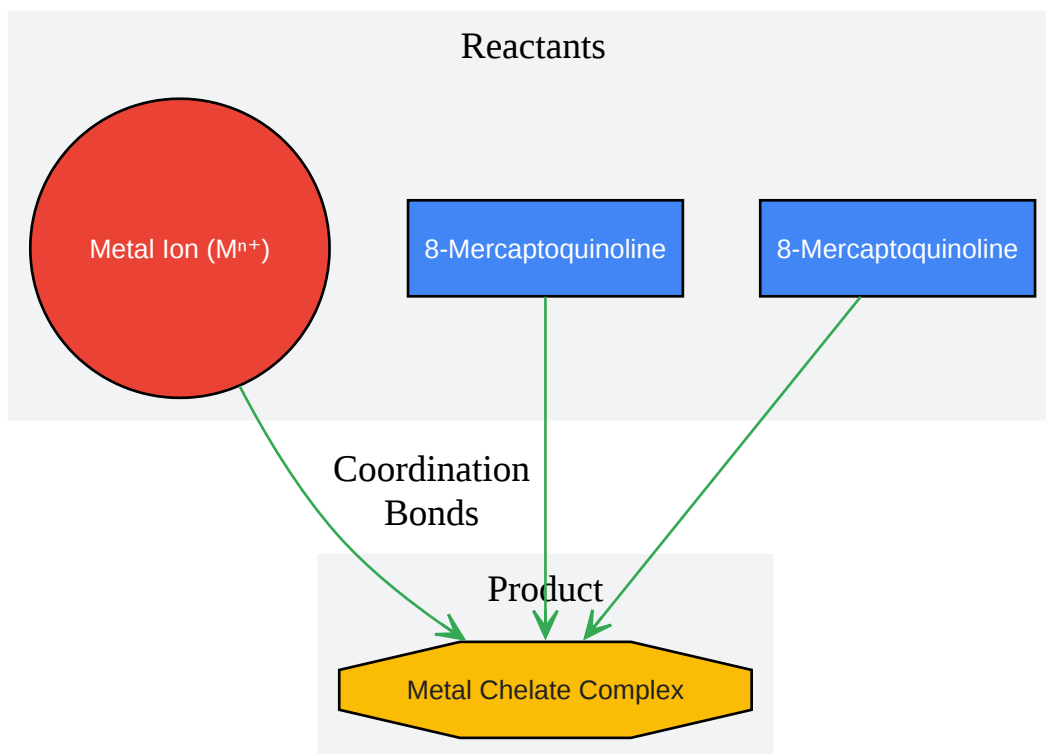 Reactants
Metal Ion (Mⁿ⁺)
8-Mercaptoquinoline
8-Mercaptoquinoline
Coordination
Bonds
Product
Metal Chelate Complex